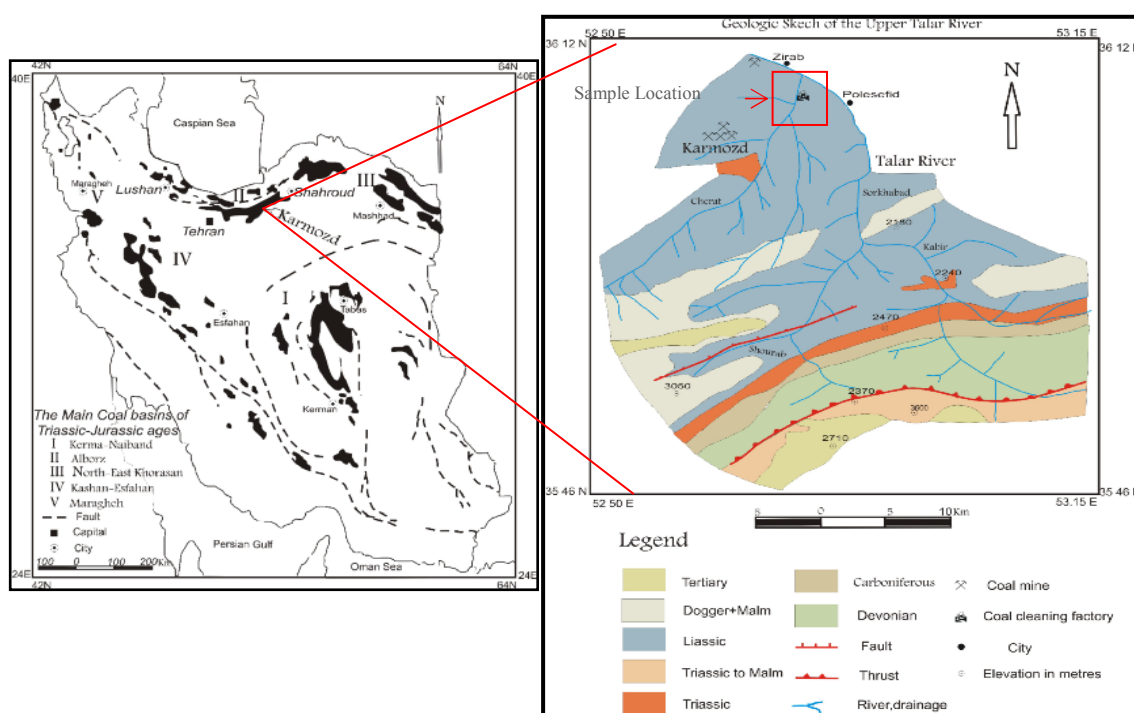 42N
64N
40E
Caspian Sea
N
Maragheh
V
Lushan
II
Shahroud
III
Mashhad
Karmozd
Tehran
IV
I
Tabas
Esfahan
Kerman
The Main Coal basins of
Triassic-Jurassic ages
I Kerma-Naiband
II Alborz
III North-East Khorasan
IV Kashan-Esfahan
V Maragheh
Fault
Capital
City
100 0 100 200Km
Persian Gulf
Oman Sea
24E
24E
42N
64N
Geologic Skech of the Upper Talar River
52 50 E
53.15 E
36 12 N
36 12 N
Zirab
N
Sample Location
Polesefid
Karmozd
Talar River
Cherat
Sorkhabad
2180
Kabir
2240
2470
Shourab
3060
2370
3600
2710
35 46 N
35 46 N
52 50 E
53.15 E
5 0 5 10Km
Legend
Tertiary
Dogger+Malm
Liassic
Triassic to Malm
Triassic
Carboniferous
Devonian
Fault
Thrust
River,drainage
Coal mine
Coal cleaning factory
City
Elevation in metres